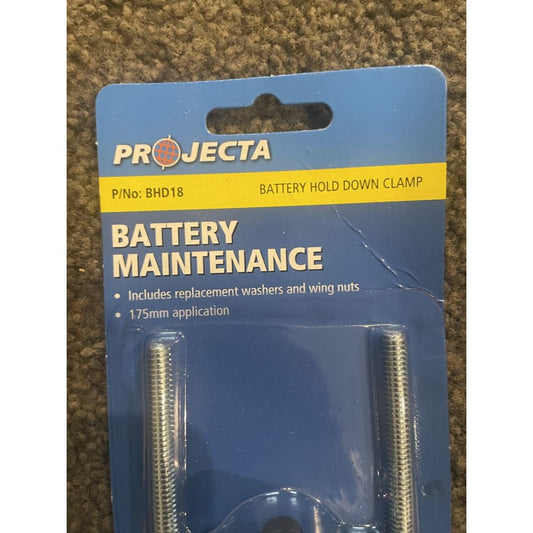 PROJECTA
P/No: BHD18 BATTERY HOLD DOWN CLAMP
BATTERY
MAINTENANCE
• Includes replacement washers and wing nuts
• 175mm application